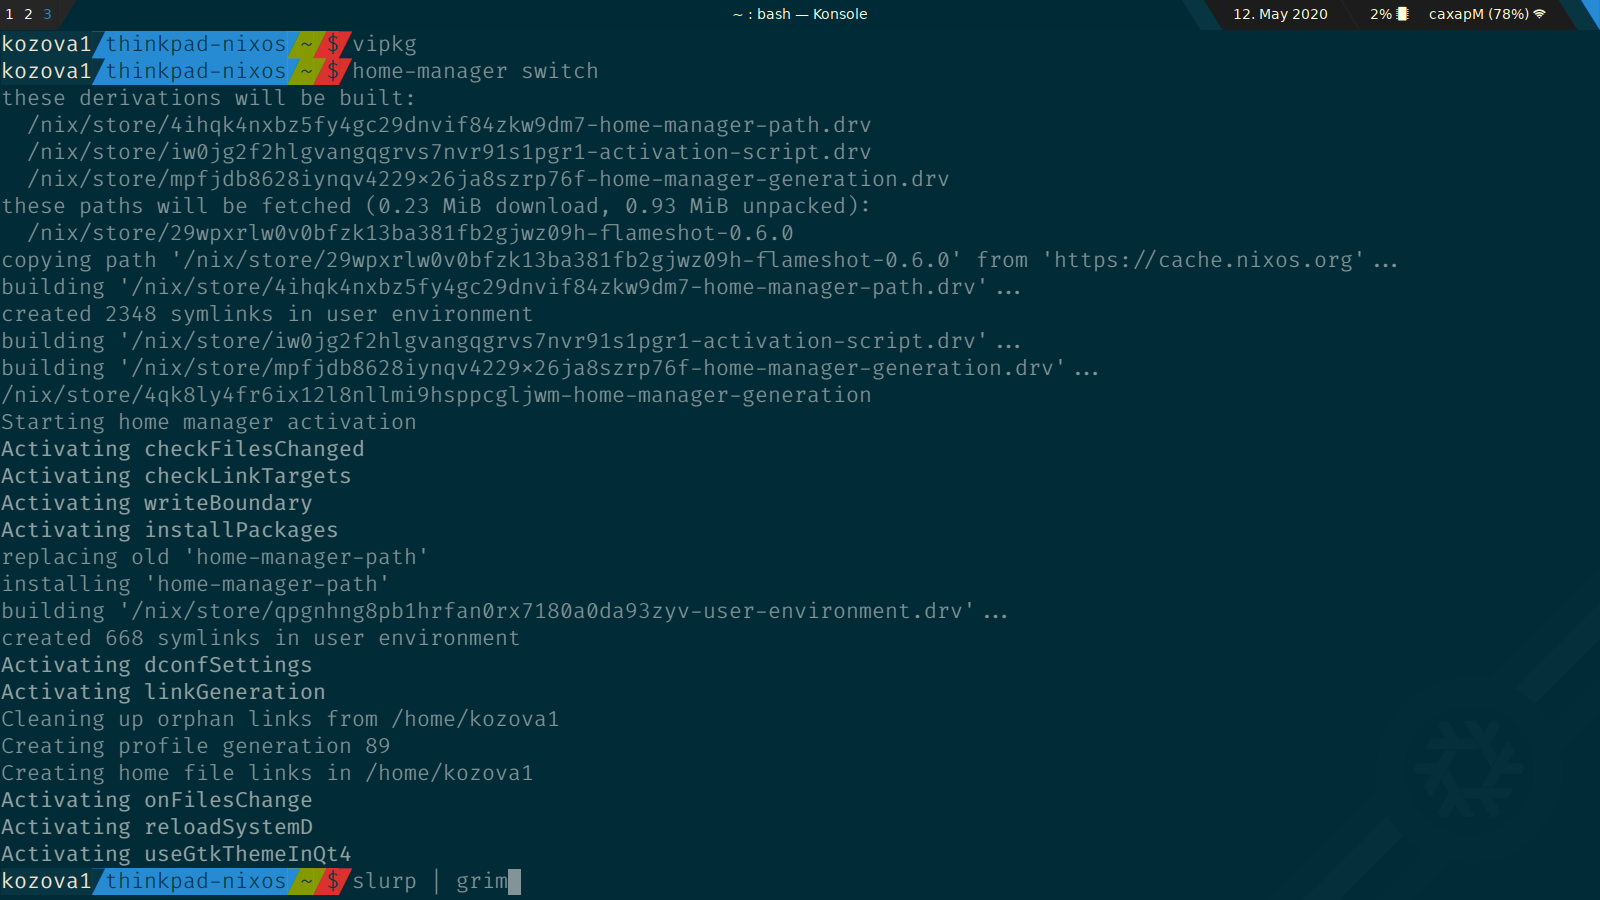 1 2 3 ~ : bash — Konsole 12. May 2020 2% caxapM (78%)
kozova1 thinkpad-nixos ~ $ vipkg
kozova1 thinkpad-nixos ~ $ home-manager switch
these derivations will be built:
/nix/store/4ihqk4nxbz5fy4gc29dnvif84zkw9dm7-home-manager-path.drv
/nix/store/iw0jg2f2hlgvangqgrvs7nvr91s1pgr1-activation-script.drv
/nix/store/mpfjdb8628iynqv4229×26ja8szrp76f-home-manager-generation.drv
these paths will be fetched (0.23 MiB download, 0.93 MiB unpacked):
/nix/store/29wpxrlw0v0bfzk13ba381fb2gjwz09h-flameshot-0.6.0
copying path '/nix/store/29wpxrlw0v0bfzk13ba381fb2gjwz09h-flameshot-0.6.0' from 'https://cache.nixos.org'...
building '/nix/store/4ihqk4nxbz5fy4gc29dnvif84zkw9dm7-home-manager-path.drv'...
created 2348 symlinks in user environment
building '/nix/store/iw0jg2f2hlgvangqgrvs7nvr91s1pgr1-activation-script.drv'...
building '/nix/store/mpfjdb8628iynqv4229×26ja8szrp76f-home-manager-generation.drv'...
/nix/store/4qk8ly4fr6ix12l8nllmi9hsppcgljwm-home-manager-generation
Starting home manager activation
Activating checkFilesChanged
Activating checkLinkTargets
Activating writeBoundary
Activating installPackages
replacing old 'home-manager-path'
installing 'home-manager-path'
building '/nix/store/qpgnhng8pb1hrfan0rx7180a0da93zyv-user-environment.drv'...
created 668 symlinks in user environment
Activating dconfSettings
Activating linkGeneration
Cleaning up orphan links from /home/kozova1
Creating profile generation 89
Creating home file links in /home/kozova1
Activating onFilesChange
Activating reloadSystemD
Activating useGtkThemeInQt4
kozova1 thinkpad-nixos ~ $ slurp | grim